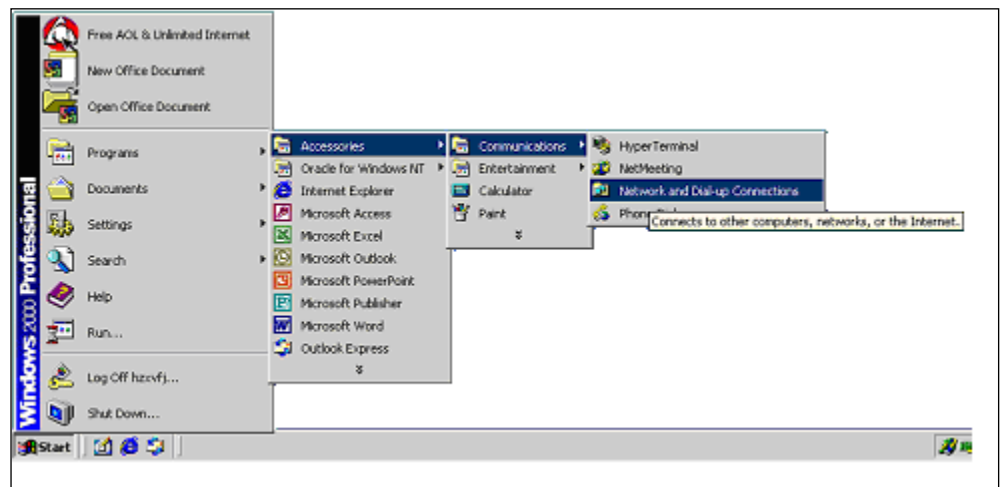 Free AOL & Unlimited Internet
New Office Document
Open Office Document
Programs
Documents
Settings
Search
Help
Run...
Log Off hzxvfj...
Shut Down...
Windows 2000 Professional
Accessories
Oracle for Windows NT
Internet Explorer
Microsoft Access
Microsoft Excel
Microsoft Outlook
Microsoft PowerPoint
Microsoft Publisher
Microsoft Word
Outlook Express
Communications
Entertainment
Calculator
Paint
HyperTerminal
NetMeeting
Network and Dial-up Connections
Phone
Connects to other computers, networks, or the Internet.
Start